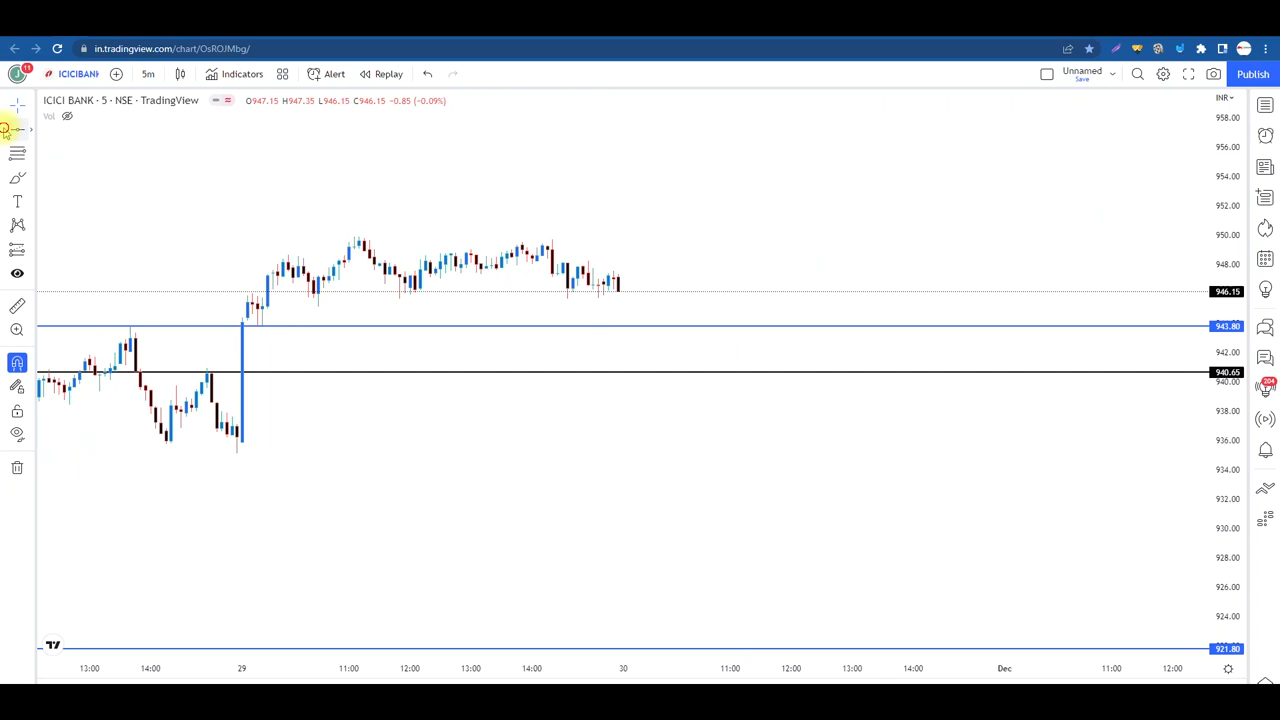 in.tradingview.com/chart/OsROJMbg/
11
J
ICICIBANK
5m
Indicators
Alert
Replay
Unnamed
Save
Publish
ICICI BANK · 5 · NSE · TradingView
O947.15 H947.35 L946.15 C946.15 −0.85 (−0.09%)
INR
Vol
958.00
956.00
954.00
952.00
950.00
948.00
946.15
943.80
942.00
940.65
940.00
938.00
936.00
934.00
932.00
930.00
928.00
926.00
924.00
921.80
204
13:00
14:00
29
11:00
12:00
13:00
14:00
30
11:00
12:00
13:00
14:00
Dec
11:00
12:00